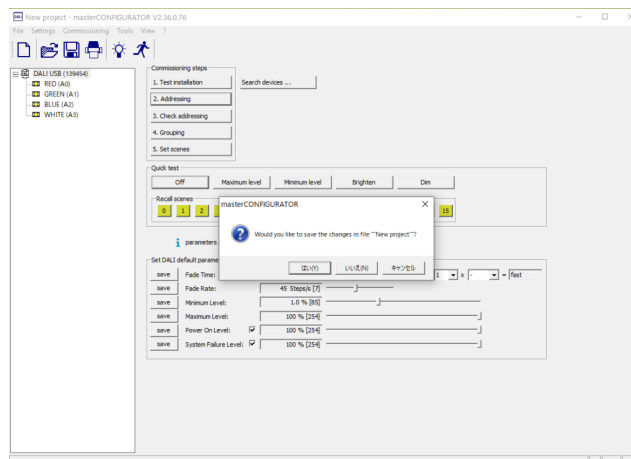 New project - masterCONFIGURATOR V2.36.0.76
File Settings Commissioning Tools View ?
DALI USB (139454)
RED (A0)
GREEN (A1)
BLUE (A2)
WHITE (A3)
Commissioning steps
1. Test installation
Search devices ...
2. Addressing
3. Check addressing
4. Grouping
5. Set scenes
Quick test
Off Maximum level Minimum level Brighten Dim
Recall scenes
0 1 2 15
masterCONFIGURATOR
Would you like to save the changes in file ""New project""?
はい(Y) いいえ(N) キャンセル
parameters
Set DALI default parame
save Fade Time: 1 x - = fast
save Fade Rate: 45 Steps/s [7]
save Minimum Level: 1.0 % [85]
save Maximum Level: 100 % [254]
save Power On Level: 100 % [254]
save System Failure Level: 100 % [254]